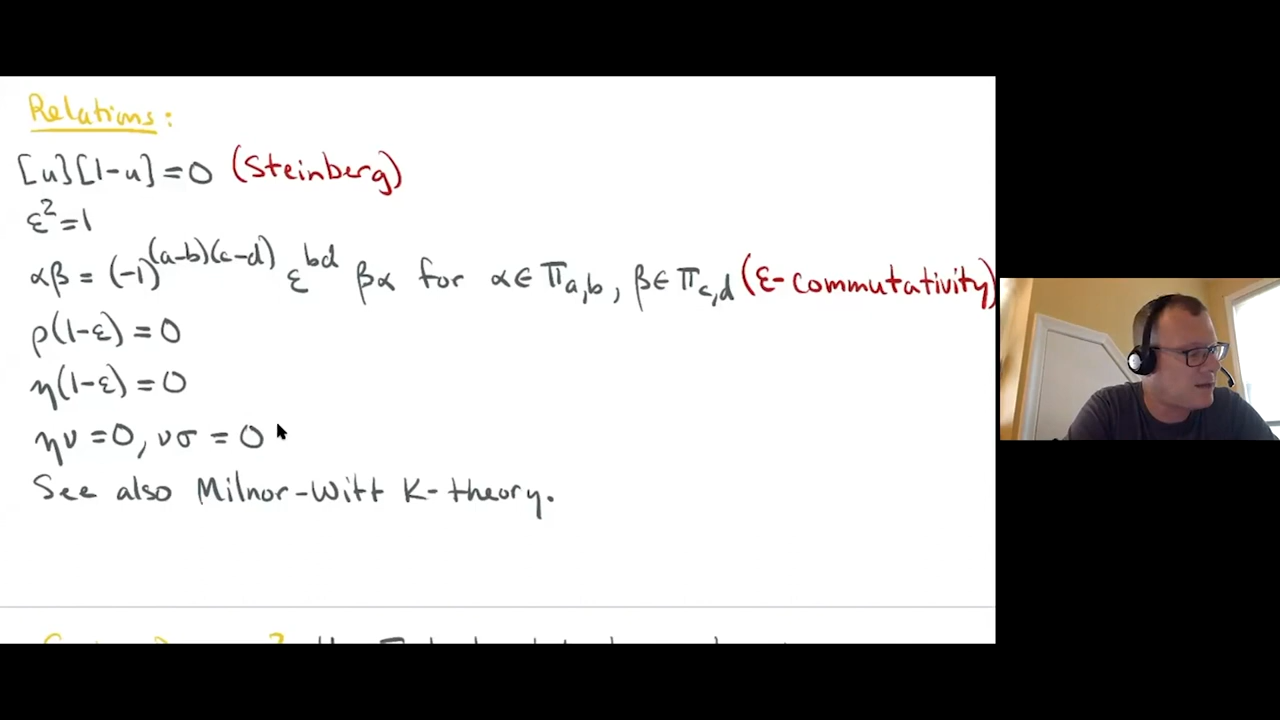 Relations:
[u][1-u] = 0 (Steinberg)
ε² = 1
αβ = (-1)^(a-b)(c-d) ε^bd βα for α ∈ π_a,b, β ∈ π_c,d (ε-commutativity)
ρ(1-ε) = 0
η(1-ε) = 0
ην = 0, νσ = 0
See also Milnor-Witt K-theory.